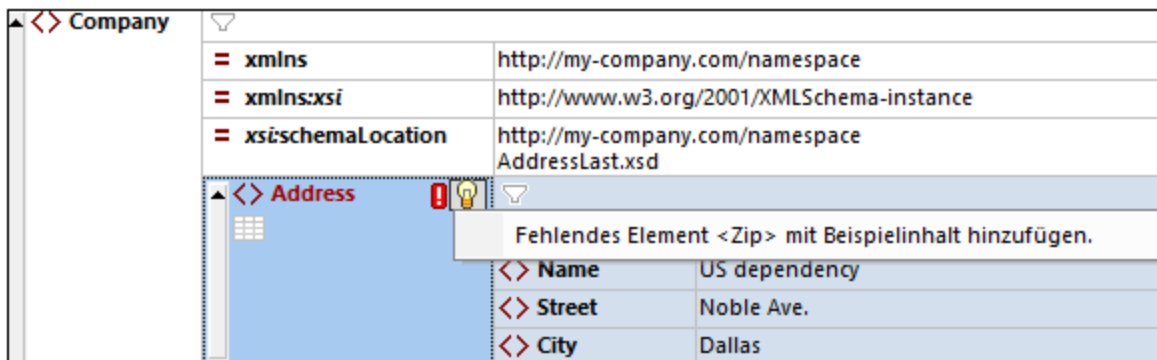 Company
xmlns http://my-company.com/namespace
xmlns:xsi http://www.w3.org/2001/XMLSchema-instance
xsi:schemaLocation http://my-company.com/namespace
AddressLast.xsd
Address
Fehlendes Element <Zip> mit Beispielinhalt hinzufügen.
Name US dependency
Street Noble Ave.
City Dallas